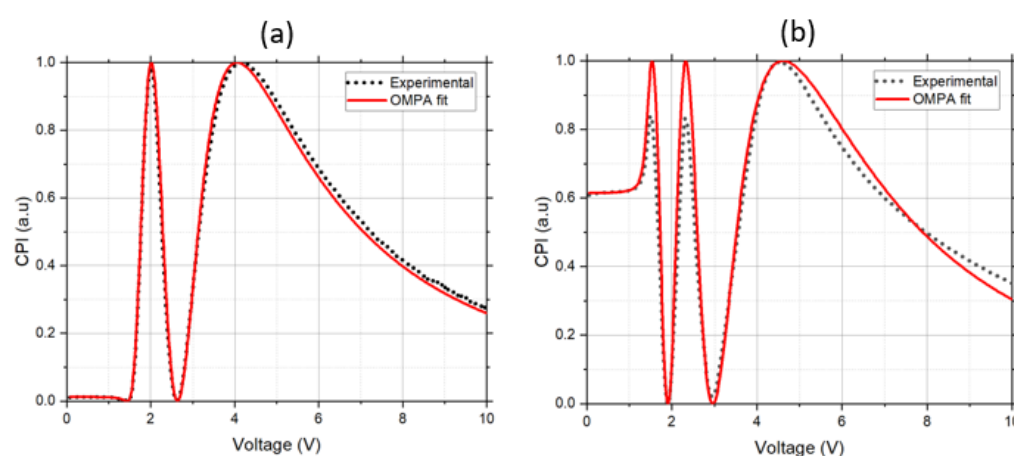 (a)
CPI (a.u)
1.0
0.8
0.6
0.4
0.2
0.0
Experimental
OMPA fit
0 2 4 6 8 10
Voltage (V)
(b)
CPI (a.u)
1.0
0.8
0.6
0.4
0.2
0.0
Experimental
OMPA fit
0 2 4 6 8 10
Voltage (V)